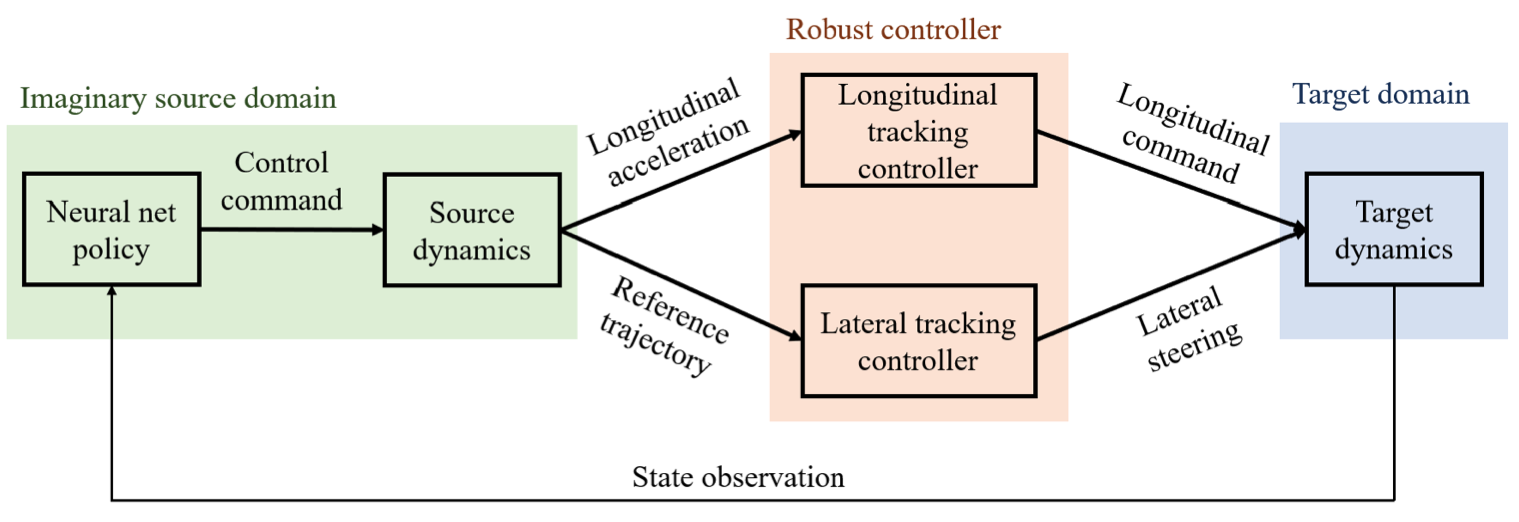 Robust controller
Imaginary source domain
Target domain
Neural net
policy
Control
command
Source
dynamics
Longitudinal
acceleration
Reference
trajectory
Longitudinal
tracking
controller
Lateral tracking
controller
Longitudinal
command
Lateral
steering
Target
dynamics
State observation